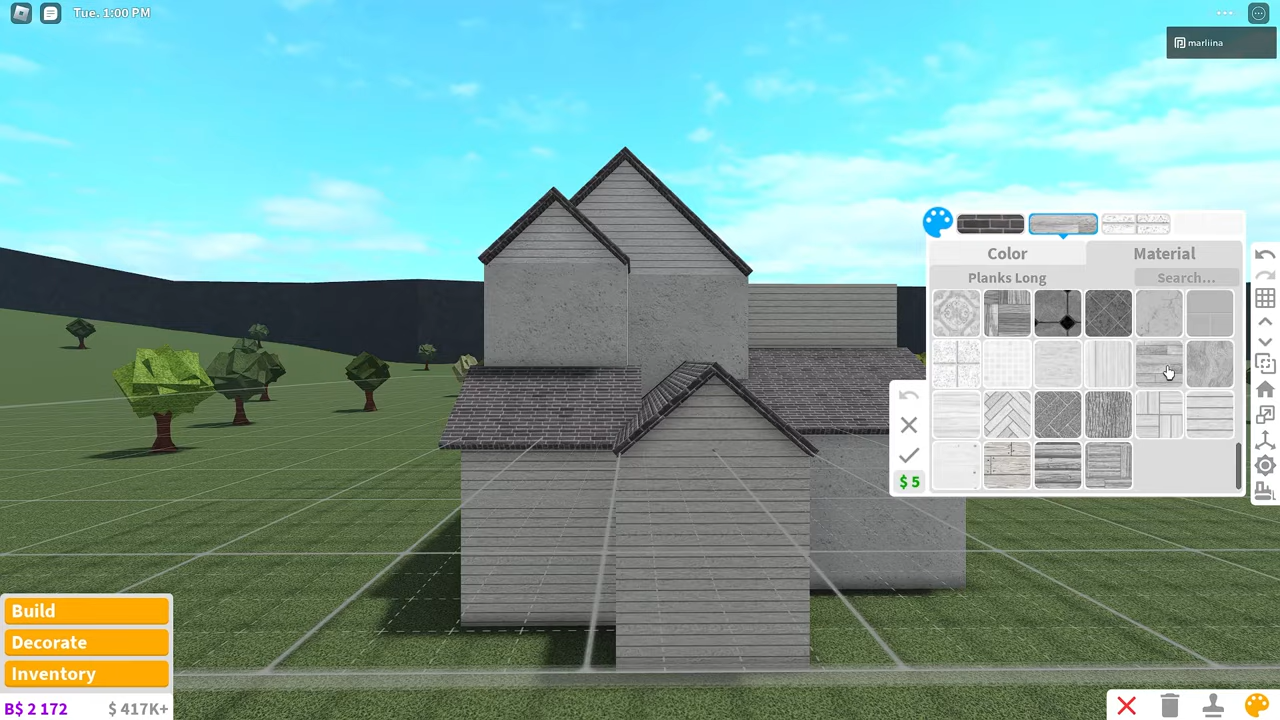 Tue. 1:00 PM
marliina
Color
Material
Planks Long
Search...
$ 5
Build
Decorate
Inventory
B$ 2 172
$ 417K+